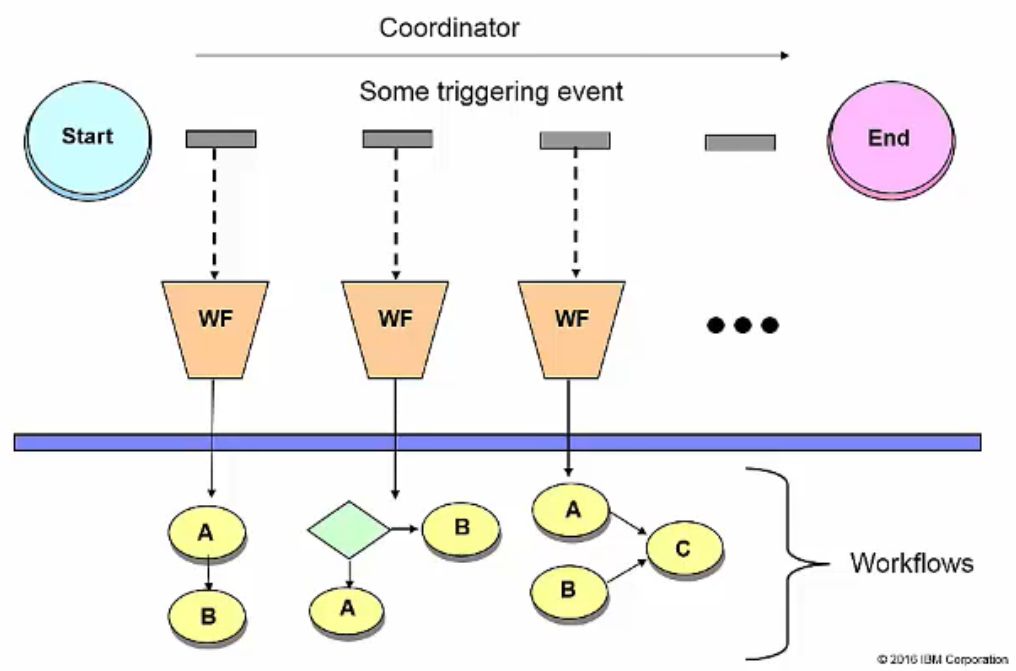 Coordinator
Some triggering event
Start
End
WF
WF
WF
A
B
B
A
A
B
C
Workflows
© 2016 IBM Corporation